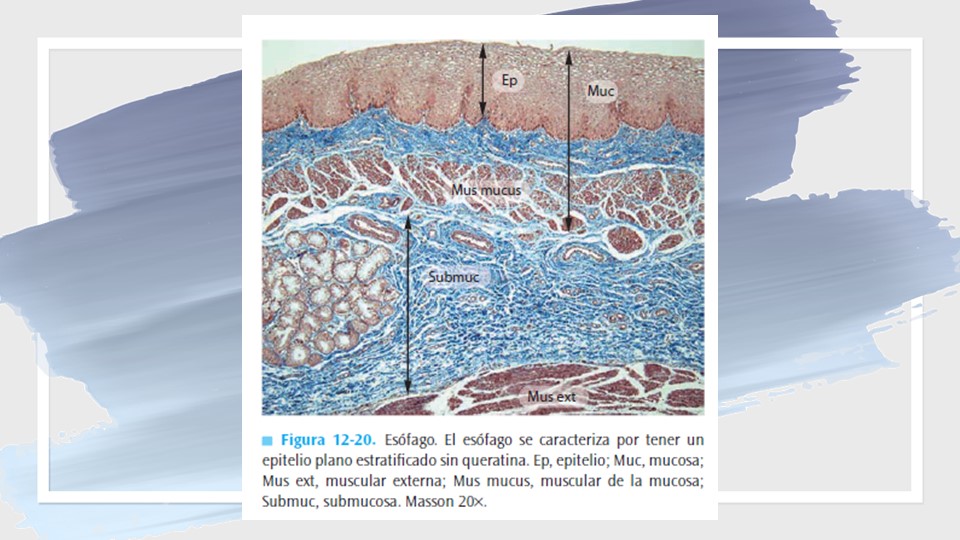 Ep
Muc
Mus mucus
Submuc
Mus ext
Figura 12-20. Esófago. El esófago se caracteriza por tener un
epitelio plano estratificado sin queratina. Ep, epitelio; Muc, mucosa;
Mus ext, muscular externa; Mus mucus, muscular de la mucosa;
Submuc, submucosa. Masson 20×.